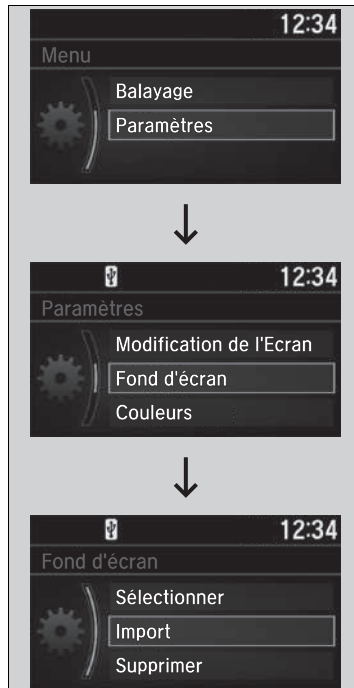 12:34
Menu
Balayage
Paramètres
12:34
Paramètres
Modification de l'Ecran
Fond d'écran
Couleurs
12:34
Fond d'écran
Sélectionner
Import
Supprimer